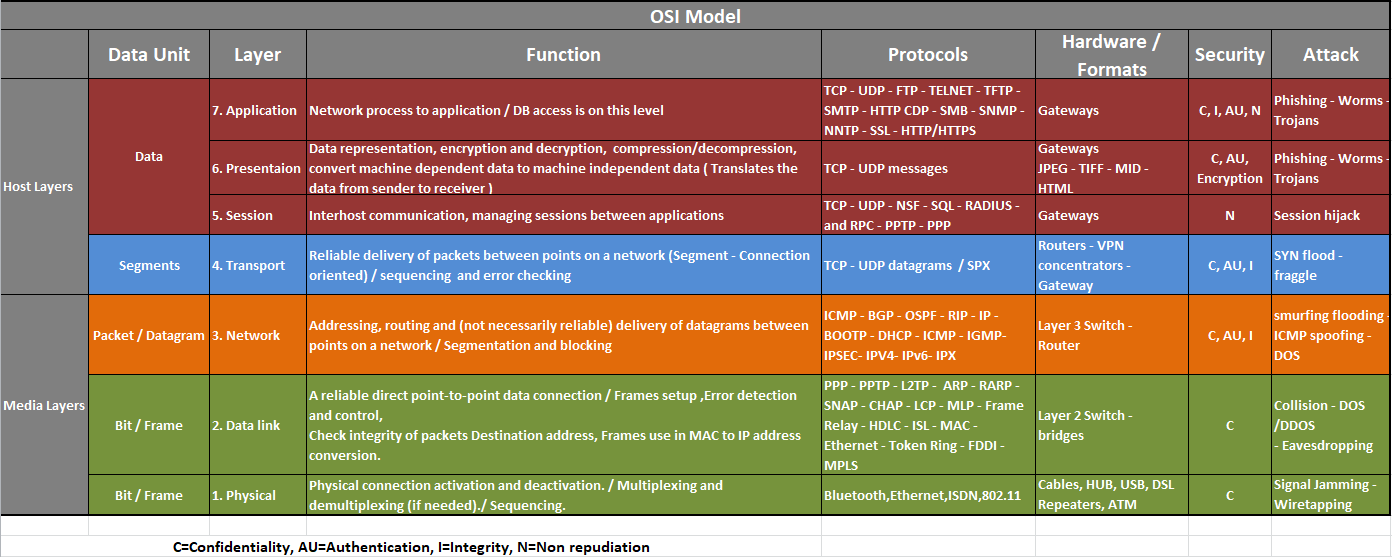 OSI Model
Data Unit
Layer
Function
Protocols
Hardware /
Formats
Security
Attack
Host Layers
Data
7. Application
Network process to application / DB access is on this level
TCP - UDP - FTP - TELNET - TFTP -
SMTP - HTTP CDP - SMB - SNMP -
NNTP - SSL - HTTP/HTTPS
Gateways
C, I, AU, N
Phishing - Worms -
Trojans
6. Presentaion
Data representation, encryption and decryption, compression/decompression,
convert machine dependent data to machine independent data ( Translates the
data from sender to receiver )
TCP - UDP messages
Gateways
JPEG - TIFF - MID -
HTML
C, AU,
Encryption
Phishing - Worms -
Trojans
5. Session
Interhost communication, managing sessions between applications
TCP - UDP - NSF - SQL - RADIUS -
and RPC - PPTP - PPP
Gateways
N
Session hijack
Segments
4. Transport
Reliable delivery of packets between points on a network (Segment - Connection
oriented) / sequencing and error checking
TCP - UDP datagrams / SPX
Routers - VPN
concentrators -
Gateway
C, AU, I
SYN flood -
fraggle
Media Layers
Packet / Datagram
3. Network
Addressing, routing and (not necessarily reliable) delivery of datagrams between
points on a network / Segmentation and blocking
ICMP - BGP - OSPF - RIP - IP -
BOOTP - DHCP - ICMP - IGMP-
IPSEC- IPV4- IPv6- IPX
Layer 3 Switch -
Router
C, AU, I
smurfing flooding -
ICMP spoofing -
DOS
Bit / Frame
2. Data link
A reliable direct point-to-point data connection / Frames setup ,Error detection
and control,
Check integrity of packets Destination address, Frames use in MAC to IP address
conversion.
PPP - PPTP - L2TP - ARP - RARP -
SNAP - CHAP - LCP - MLP - Frame
Relay - HDLC - ISL - MAC -
Ethernet - Token Ring - FDDI -
MPLS
Layer 2 Switch -
bridges
C
Collision - DOS
/DDOS
- Eavesdropping
Bit / Frame
1. Physical
Physical connection activation and deactivation. / Multiplexing and
demultiplexing (if needed)./ Sequencing.
Bluetooth,Ethernet,ISDN,802.11
Cables, HUB, USB, DSL
Repeaters, ATM
C
Signal Jamming -
Wiretapping
C=Confidentiality, AU=Authentication, I=Integrity, N=Non repudiation